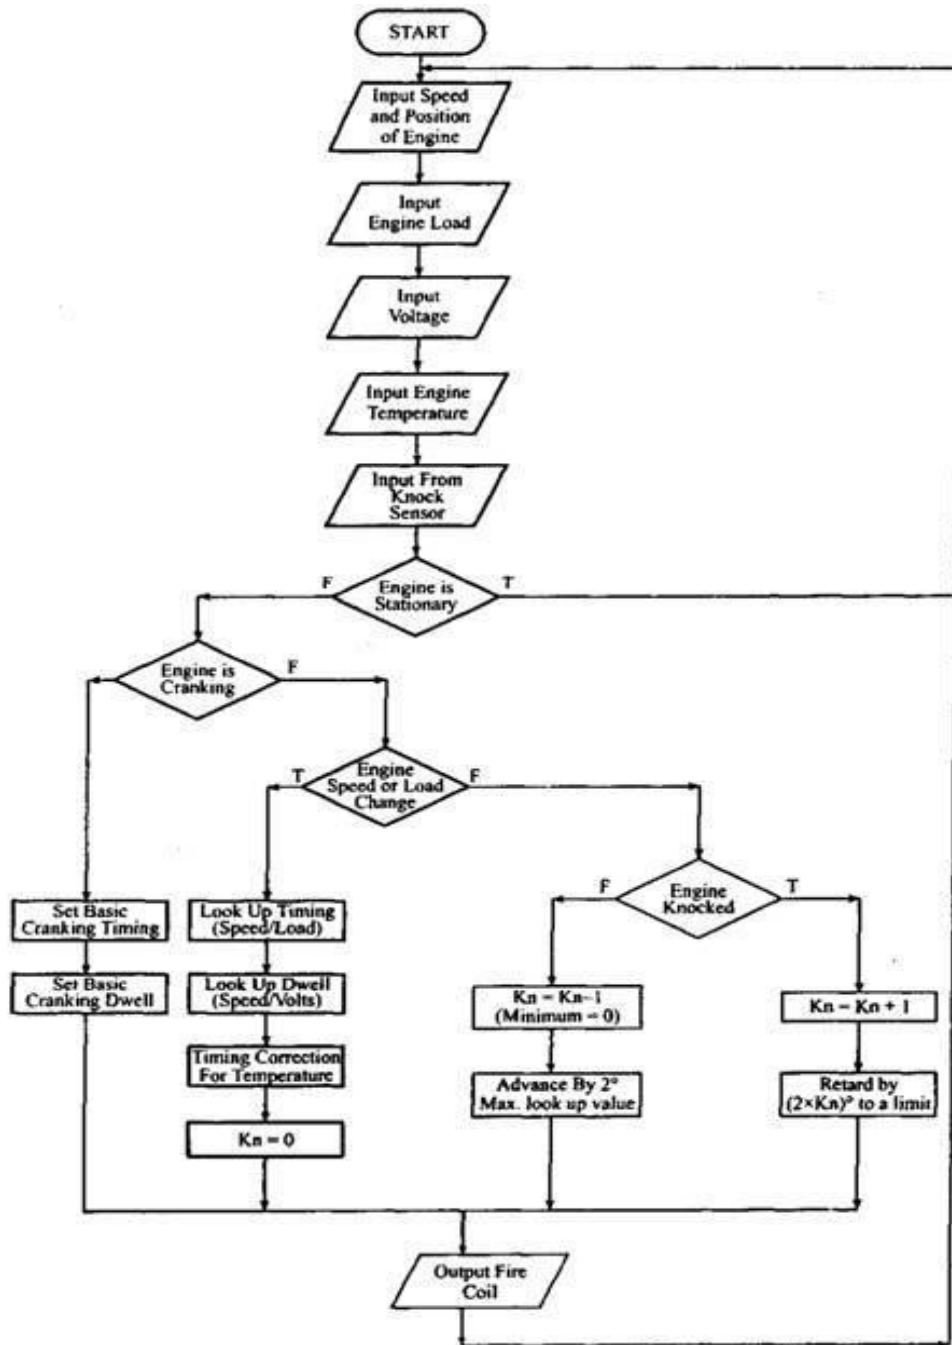 START
Input Speed
and Position
of Engine
Input
Engine Load
Input
Voltage
Input Engine
Temperature
Input From
Knock
Sensor
F
Engine is
Stationary
T
Engine is
Cranking
F
T
Engine
Speed or Load
Change
F
F
Engine
Knocked
T
Set Basic
Cranking Timing
Set Basic
Cranking Dwell
Look Up Timing
(Speed/Load)
Look Up Dwell
(Speed/Volts)
Timing Correction
For Temperature
Kn = 0
Kn = Kn-1
(Minimum = 0)
Advance By 2°
Max. look up value
Kn = Kn + 1
Retard by
(2×Kn)° to a limit
Output Fire
Coil